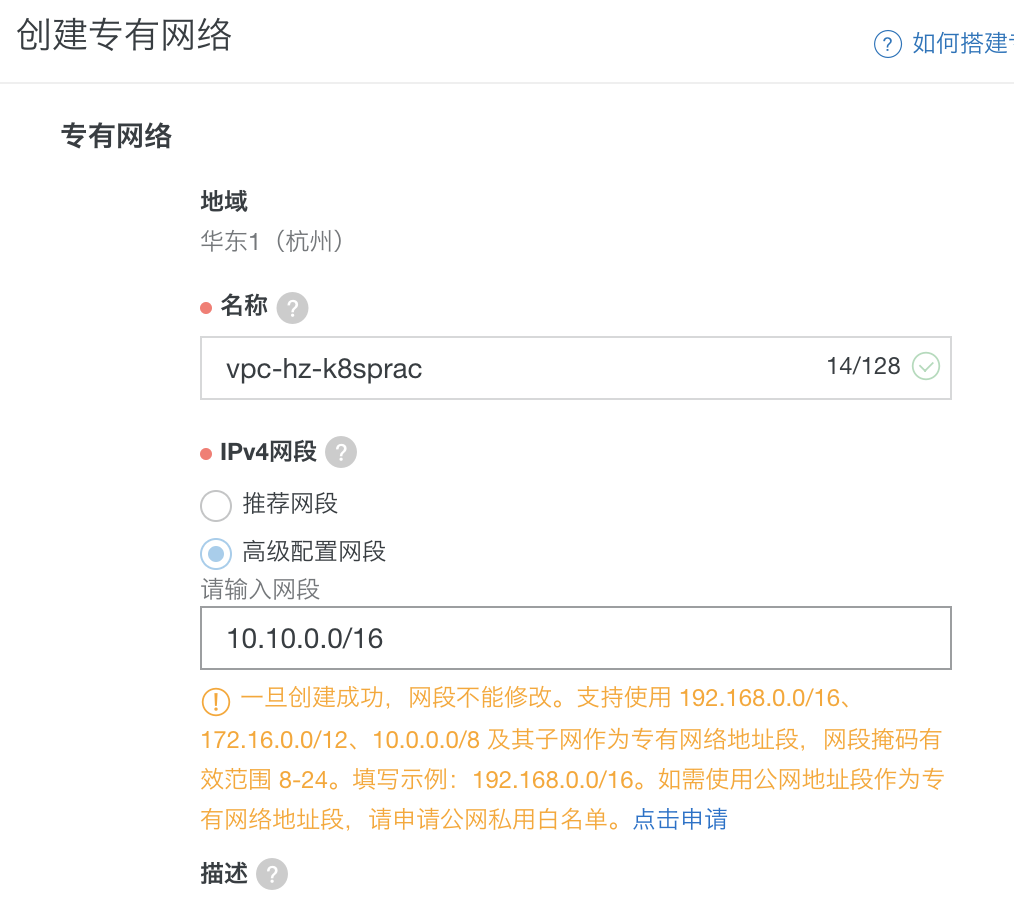 创建专有网络
? 如何搭建
专有网络
地域
华东1（杭州）
名称 ?
vpc-hz-k8sprac 14/128
IPv4网段 ?
推荐网段
高级配置网段
请输入网段
10.10.0.0/16
一旦创建成功，网段不能修改。支持使用 192.168.0.0/16、
172.16.0.0/12、10.0.0.0/8 及其子网作为专有网络地址段，网段掩码有
效范围 8-24。填写示例：192.168.0.0/16。如需使用公网地址段作为专
有网络地址段，请申请公网私用白名单。点击申请
描述 ?